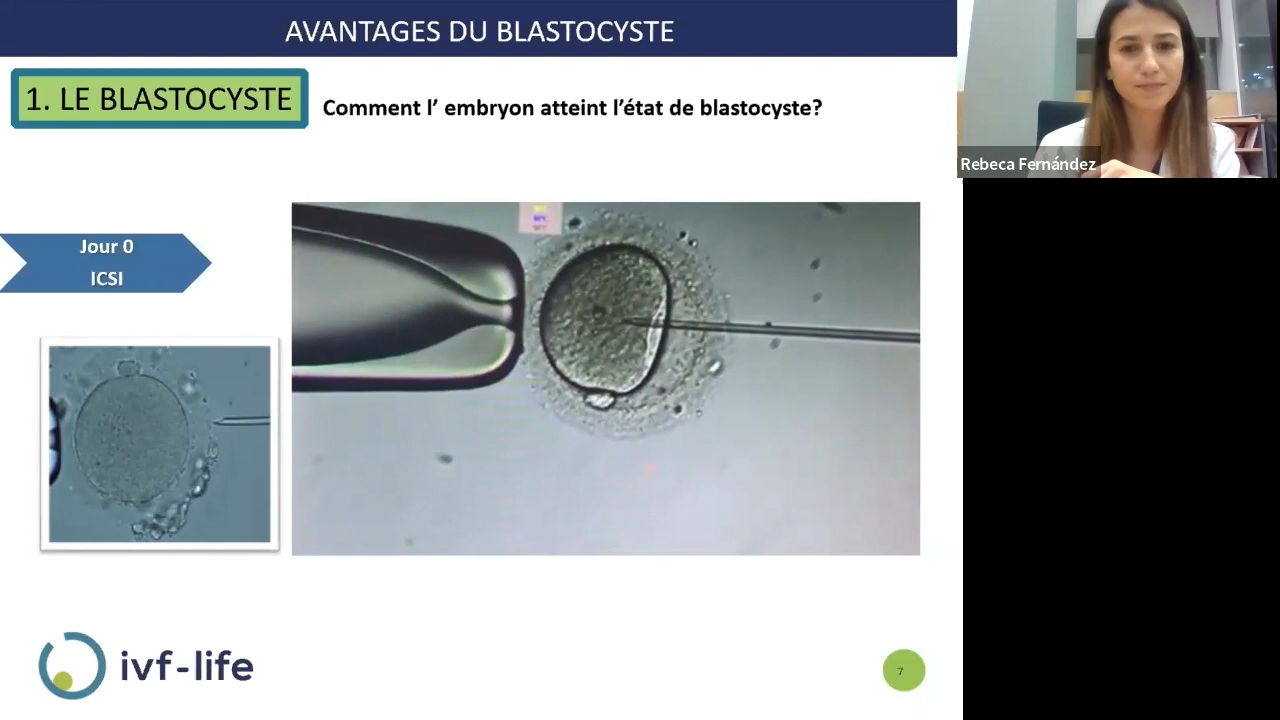 AVANTAGES DU BLASTOCYSTE
1. LE BLASTOCYSTE
Comment l’ embryon atteint l’état de blastocyste?
Rebeca Fernández
Jour 0
ICSI
ivf-life
7